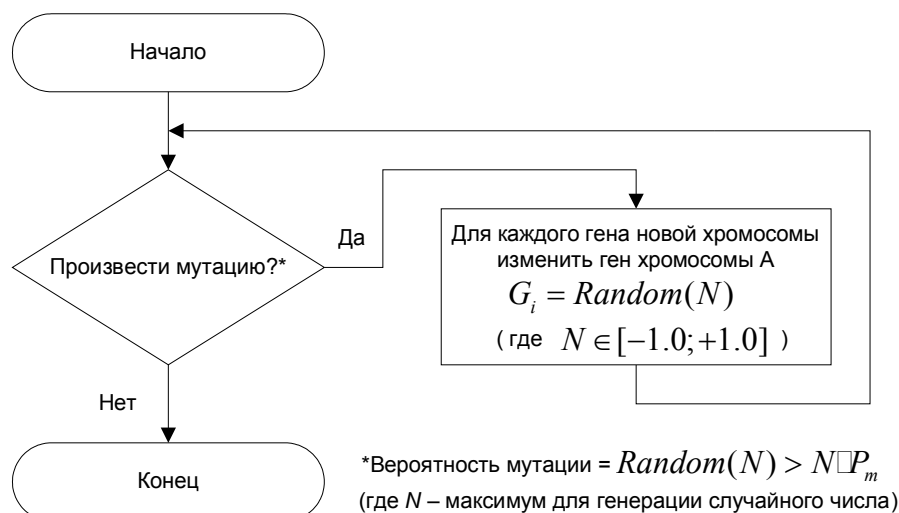 Начало
Произвести мутацию?*
Да
Для каждого гена новой хромосомы
изменить ген хромосомы А
G_i = Random(N)
( где N ∈ [−1.0;+1.0] )
Нет
Конец
*Вероятность мутации = Random(N) > N□P_m
(где N – максимум для генерации случайного числа)